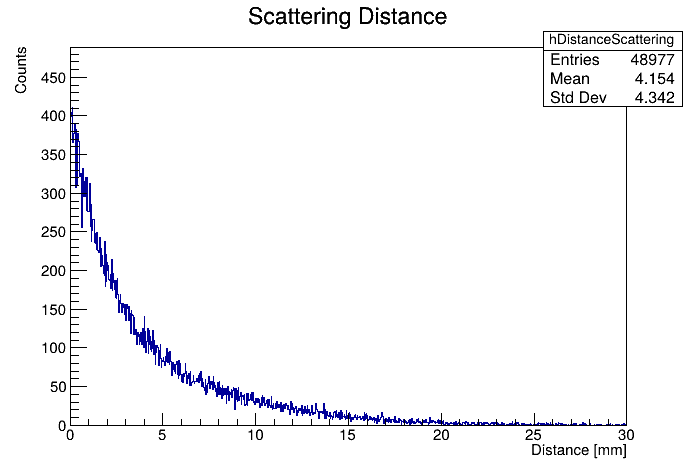 Scattering Distance
hDistanceScattering
Entries 48977
Mean 4.154
Std Dev 4.342
Counts
450
400
350
300
250
200
150
100
50
0
0 5 10 15 20 25 30
Distance [mm]